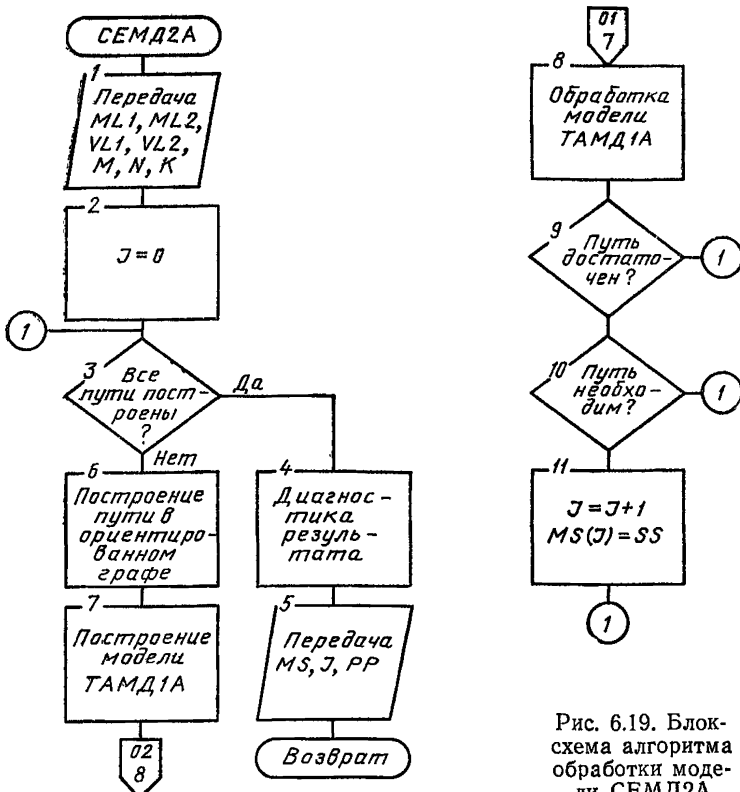 СЕМД2А
1
Передача
ML1, ML2,
VL1, VL2,
M, N, K
2
J = 0
1
3
Все
пути пост-
роены
?
Да
Нет
6
Построение
пути в
ориентиро-
ванном
графе
7
Построение
модели
ТАМД1А
02
8
4
Диагнос-
тика
резуль-
тата
5
Передача
MS, J, PP
Возврат
01
7
8
Обработка
модели
ТАМД1А
9
Путь
достато-
чен?
1
10
Путь
необхо-
дим?
1
11
J = J+1
MS(J) = SS
1
Рис. 6.19. Блок-
схема алгоритма
обработки моде-
ли СЕМД2А